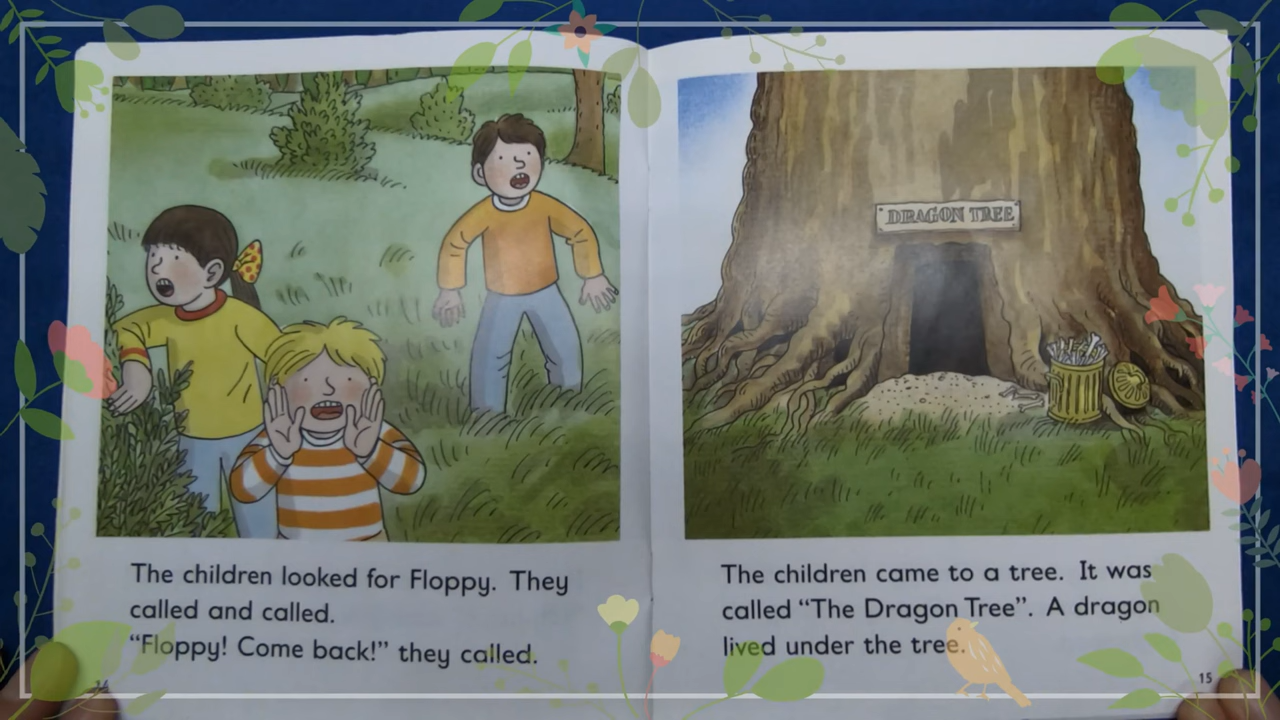 The children looked for Floppy. They
called and called.
“Floppy! Come back!” they called.
14
DRAGON TREE
The children came to a tree. It was
called “The Dragon Tree”. A dragon
lived under the tree.
15